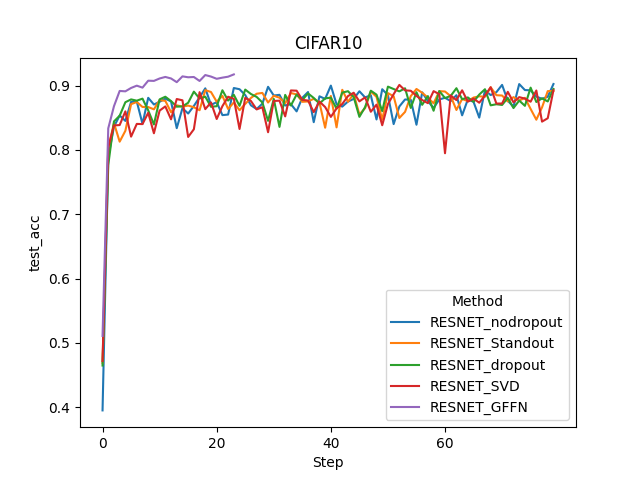 CIFAR10
test_acc
0.9
0.8
0.7
0.6
0.5
0.4
0
20
40
60
Step
Method
RESNET_nodropout
RESNET_Standout
RESNET_dropout
RESNET_SVD
RESNET_GFFN